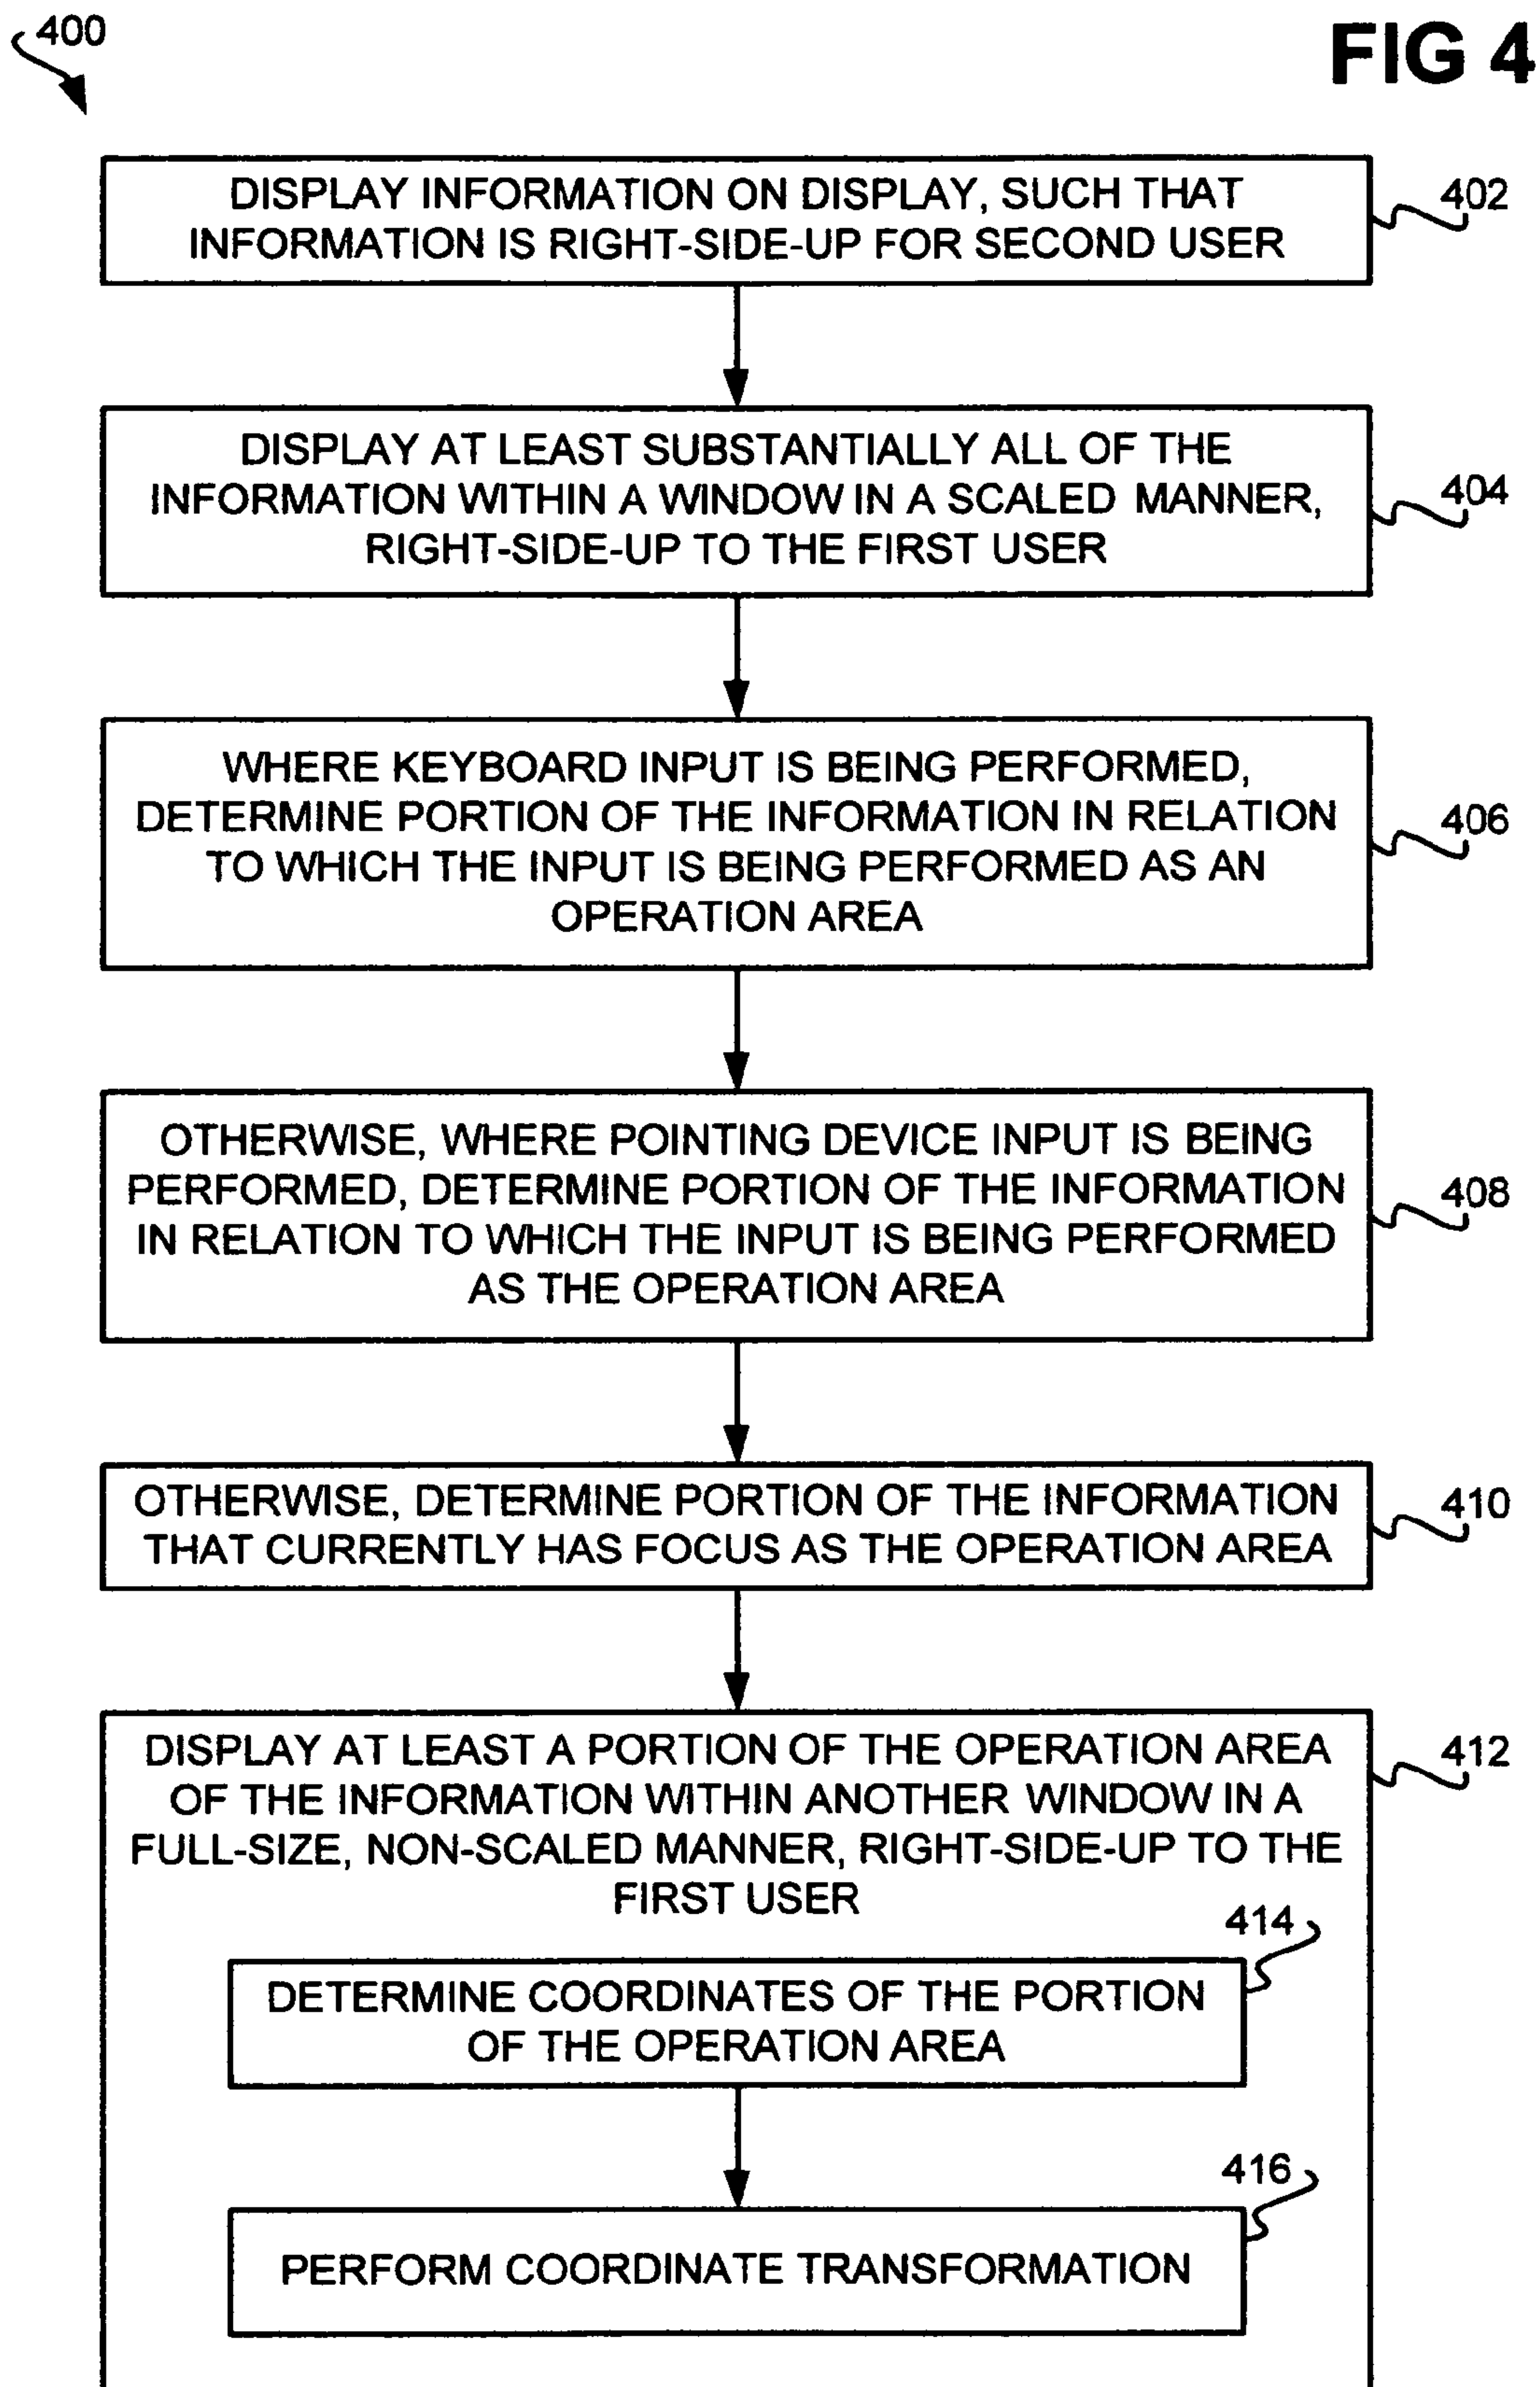 400
FIG 4
DISPLAY INFORMATION ON DISPLAY, SUCH THAT
INFORMATION IS RIGHT-SIDE-UP FOR SECOND USER
402
DISPLAY AT LEAST SUBSTANTIALLY ALL OF THE
INFORMATION WITHIN A WINDOW IN A SCALED MANNER,
RIGHT-SIDE-UP TO THE FIRST USER
404
WHERE KEYBOARD INPUT IS BEING PERFORMED,
DETERMINE PORTION OF THE INFORMATION IN RELATION
TO WHICH THE INPUT IS BEING PERFORMED AS AN
OPERATION AREA
406
OTHERWISE, WHERE POINTING DEVICE INPUT IS BEING
PERFORMED, DETERMINE PORTION OF THE INFORMATION
IN RELATION TO WHICH THE INPUT IS BEING PERFORMED
AS THE OPERATION AREA
408
OTHERWISE, DETERMINE PORTION OF THE INFORMATION
THAT CURRENTLY HAS FOCUS AS THE OPERATION AREA
410
DISPLAY AT LEAST A PORTION OF THE OPERATION AREA
OF THE INFORMATION WITHIN ANOTHER WINDOW IN A
FULL-SIZE, NON-SCALED MANNER, RIGHT-SIDE-UP TO THE
FIRST USER
412
414
DETERMINE COORDINATES OF THE PORTION
OF THE OPERATION AREA
416
PERFORM COORDINATE TRANSFORMATION